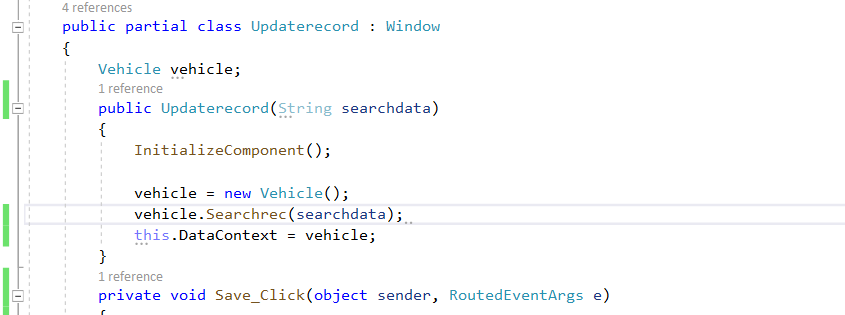 4 references
public partial class Updaterecord : Window
{
Vehicle vehicle;
1 reference
public Updaterecord(String searchdata)
{
InitializeComponent();
vehicle = new Vehicle();
vehicle.Searchrec(searchdata);
this.DataContext = vehicle;
}
1 reference
private void Save_Click(object sender, RoutedEventArgs e)
{